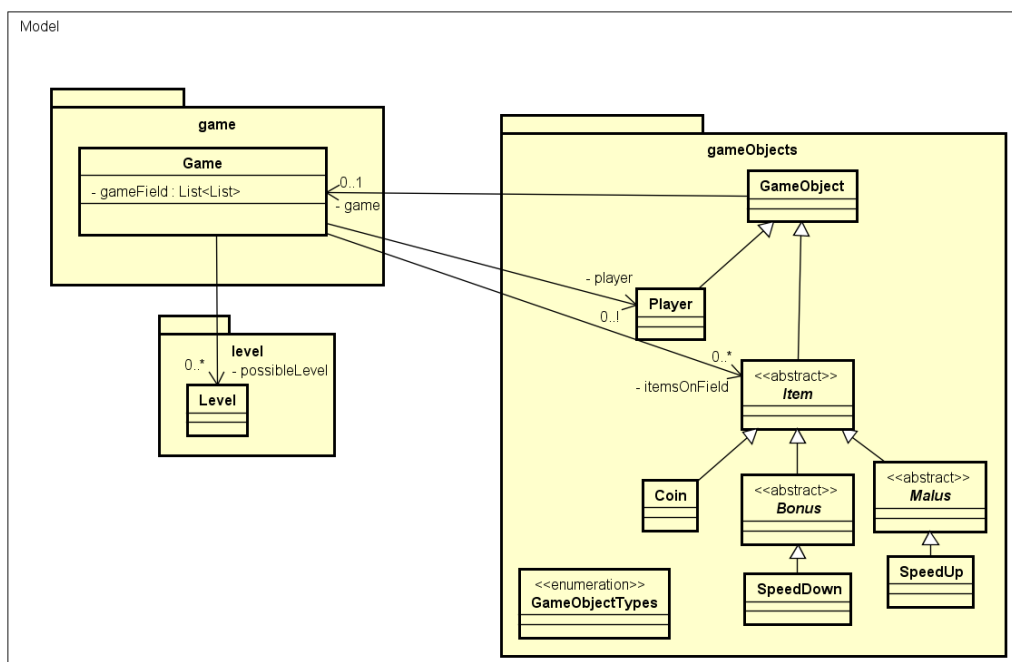 Model
game
Game
- gameField : List<List>
0..1
- game
level
0..*
- possibleLevel
Level
gameObjects
GameObject
- player
Player
0..!
0..*
- itemsOnField
<<abstract>>
Item
Coin
<<abstract>>
Bonus
<<abstract>>
Malus
SpeedDown
SpeedUp
<<enumeration>>
GameObjectTypes